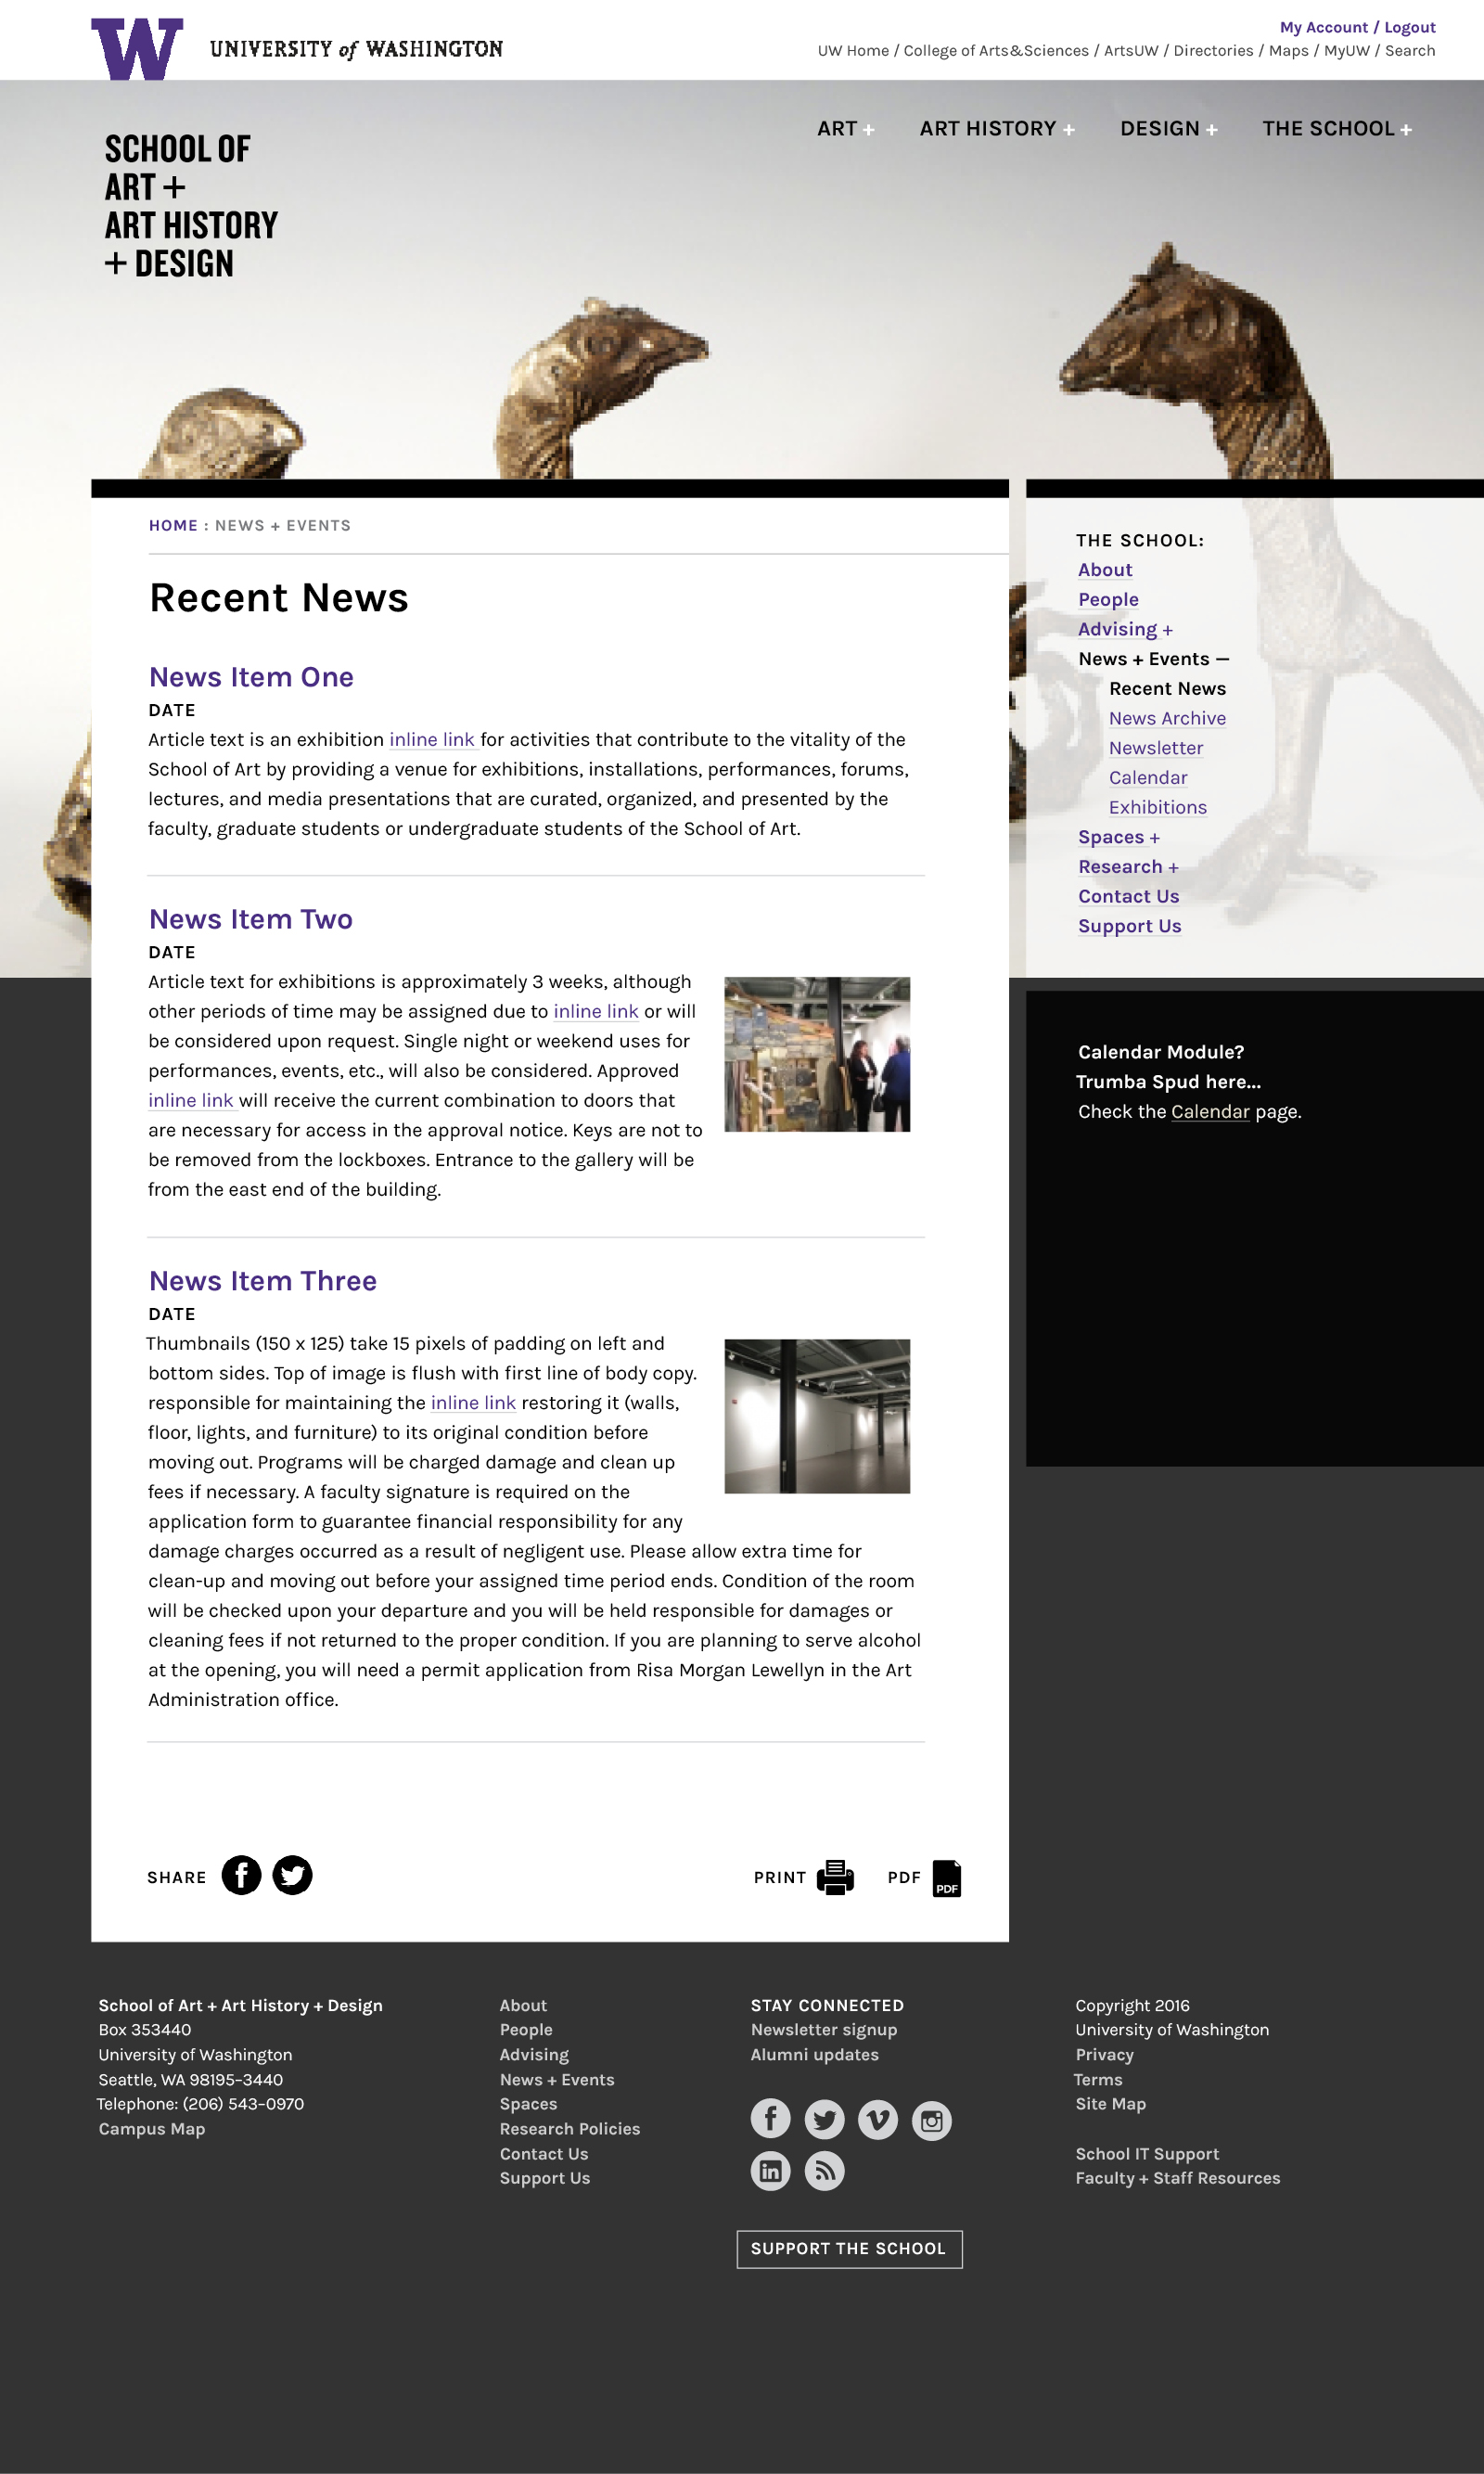 W UNIVERSITY of WASHINGTON
My Account / Logout
UW Home / College of Arts&Sciences / ArtsUW / Directories / Maps / MyUW / Search
SCHOOL OF
ART +
ART HISTORY
+ DESIGN
ART + ART HISTORY + DESIGN + THE SCHOOL +
HOME : NEWS + EVENTS
Recent News
News Item One
DATE
Article text is an exhibition inline link for activities that contribute to the vitality of the
School of Art by providing a venue for exhibitions, installations, performances, forums,
lectures, and media presentations that are curated, organized, and presented by the
faculty, graduate students or undergraduate students of the School of Art.
News Item Two
DATE
Article text for exhibitions is approximately 3 weeks, although
other periods of time may be assigned due to inline link or will
be considered upon request. Single night or weekend uses for
performances, events, etc., will also be considered. Approved
inline link will receive the current combination to doors that
are necessary for access in the approval notice. Keys are not to
be removed from the lockboxes. Entrance to the gallery will be
from the east end of the building.
News Item Three
DATE
Thumbnails (150 x 125) take 15 pixels of padding on left and
bottom sides. Top of image is flush with first line of body copy.
responsible for maintaining the inline link restoring it (walls,
floor, lights, and furniture) to its original condition before
moving out. Programs will be charged damage and clean up
fees if necessary. A faculty signature is required on the
application form to guarantee financial responsibility for any
damage charges occurred as a result of negligent use. Please allow extra time for
clean-up and moving out before your assigned time period ends. Condition of the room
will be checked upon your departure and you will be held responsible for damages or
cleaning fees if not returned to the proper condition. If you are planning to serve alcohol
at the opening, you will need a permit application from Risa Morgan Lewellyn in the Art
Administration office.
SHARE
PRINT
PDF
PDF
THE SCHOOL:
About
People
Advising +
News + Events —
Recent News
News Archive
Newsletter
Calendar
Exhibitions
Spaces +
Research +
Contact Us
Support Us
Calendar Module?
Trumba Spud here...
Check the Calendar page.
School of Art + Art History + Design
Box 353440
University of Washington
Seattle, WA 98195-3440
Telephone: (206) 543-0970
Campus Map
About
People
Advising
News + Events
Spaces
Research Policies
Contact Us
Support Us
STAY CONNECTED
Newsletter signup
Alumni updates
SUPPORT THE SCHOOL
Copyright 2016
University of Washington
Privacy
Terms
Site Map
School IT Support
Faculty + Staff Resources